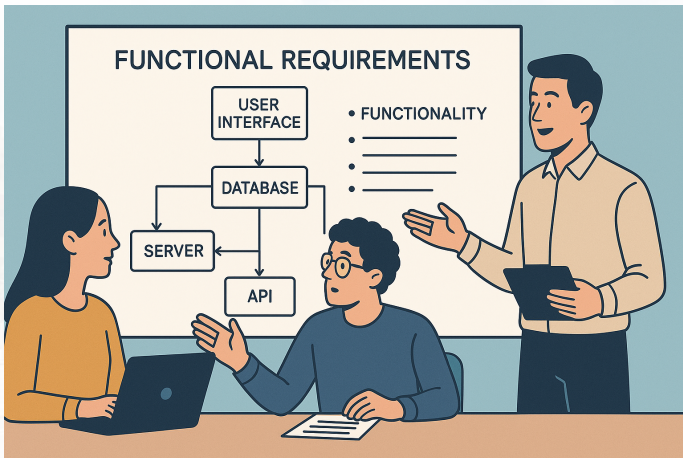 FUNCTIONAL REQUIREMENTS
USER
INTERFACE
• FUNCTIONALITY
DATABASE
SERVER
API